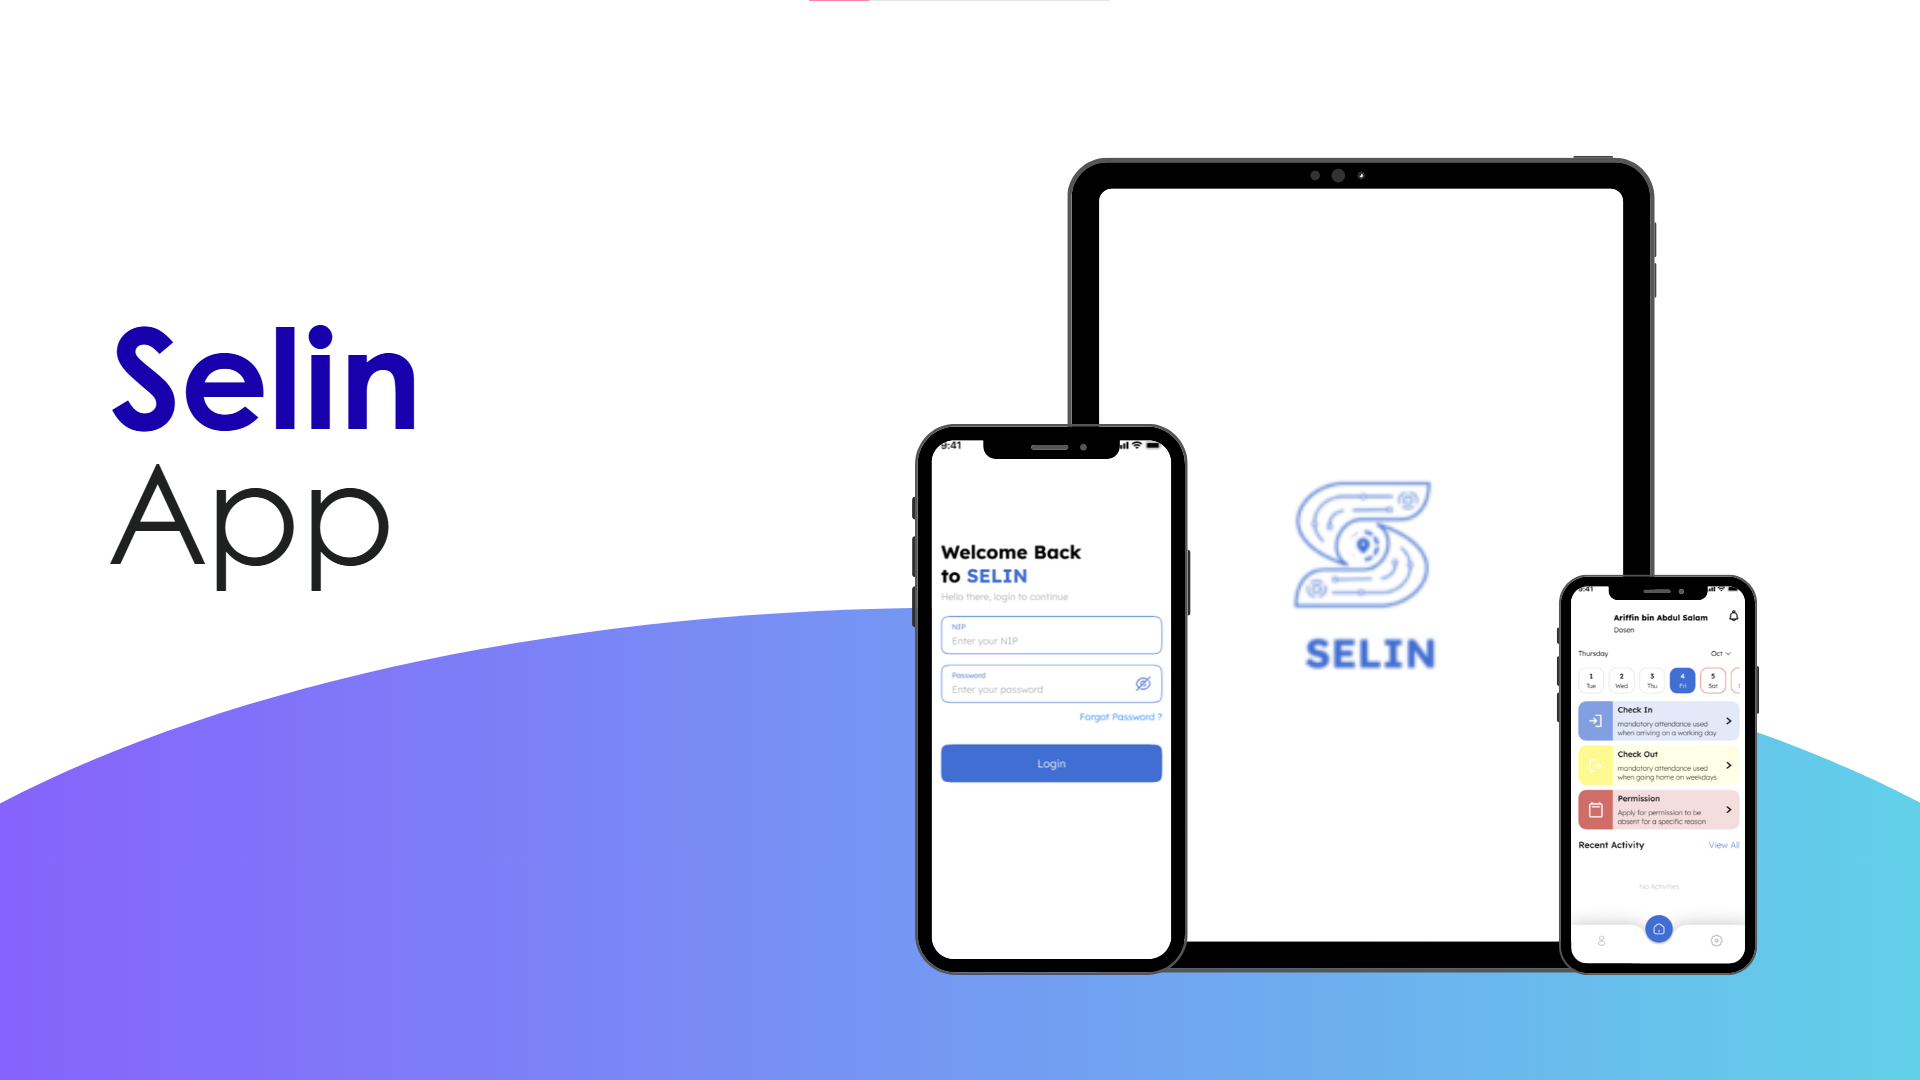 Selin
App
9:41
Welcome Back
to SELIN
Hello there, login to continue
NIP
Enter your NIP
Password
Enter your password
Forgot Password ?
Login
SELIN
9:41
Ariffin bin Abdul Salam
Dosen
Thursday Oct
1 2 3 4 5
Tue Wed Thu Fri Sat
Check In
mandatory attendance used
when arriving on a working day
Check Out
mandatory attendance used
when going home on weekdays
Permission
Apply for permission to be
absent for a specific reason
Recent Activity View All
No Activities